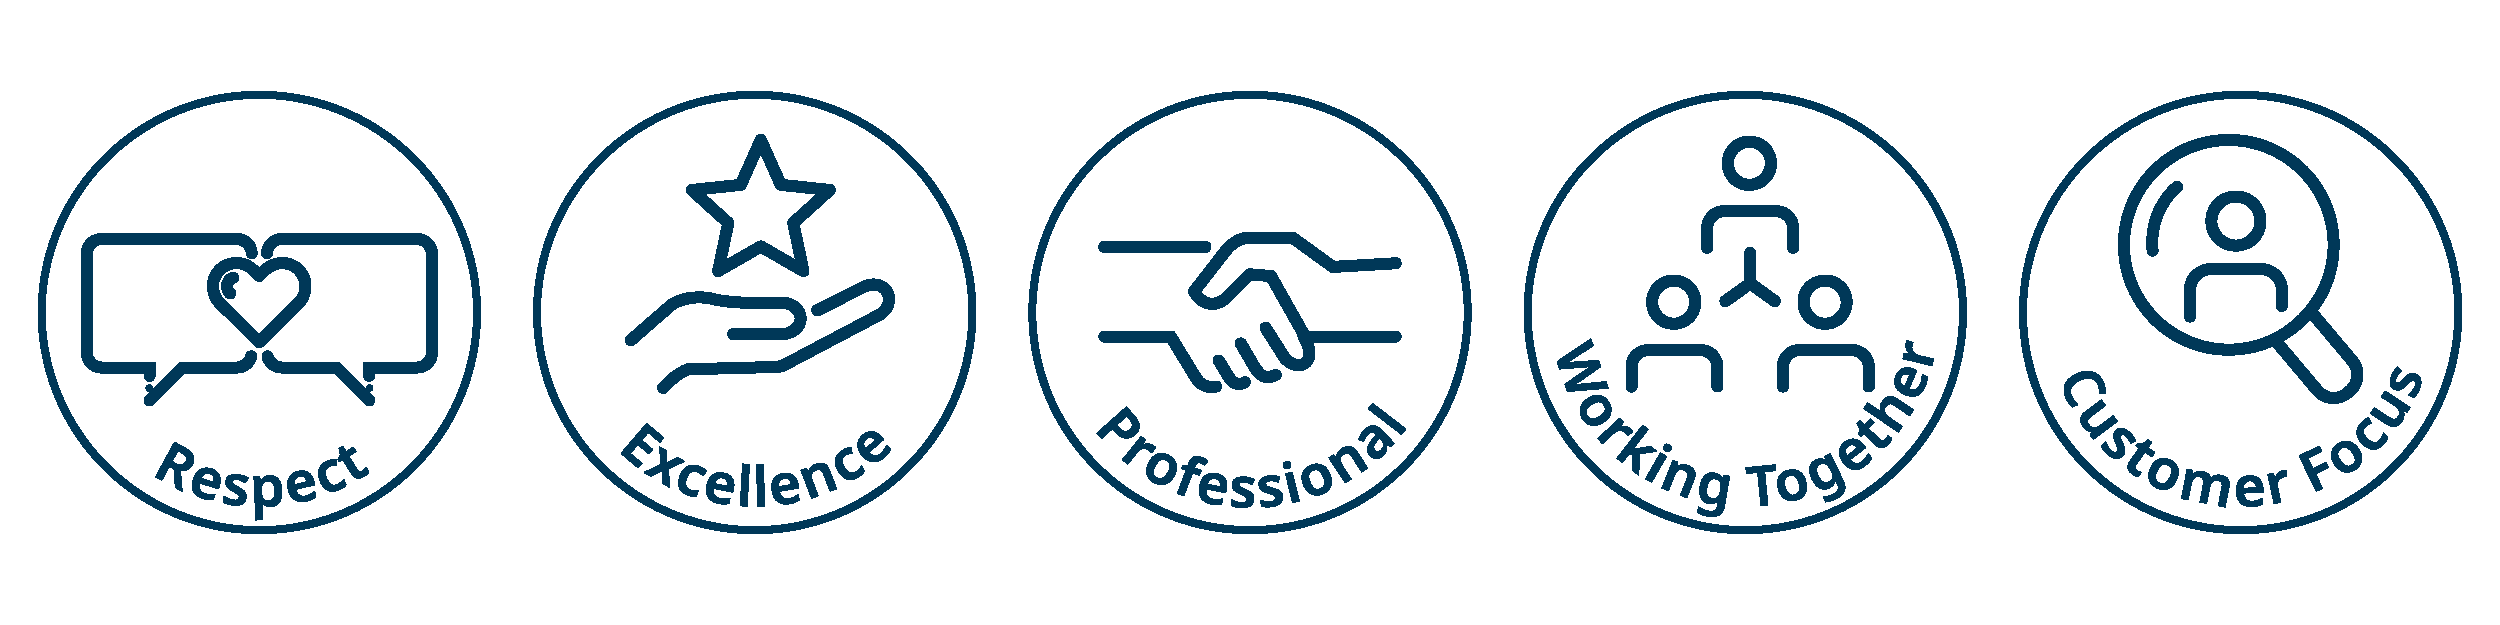 Respect
Excellence
Professional
Working Together
Customer Focus